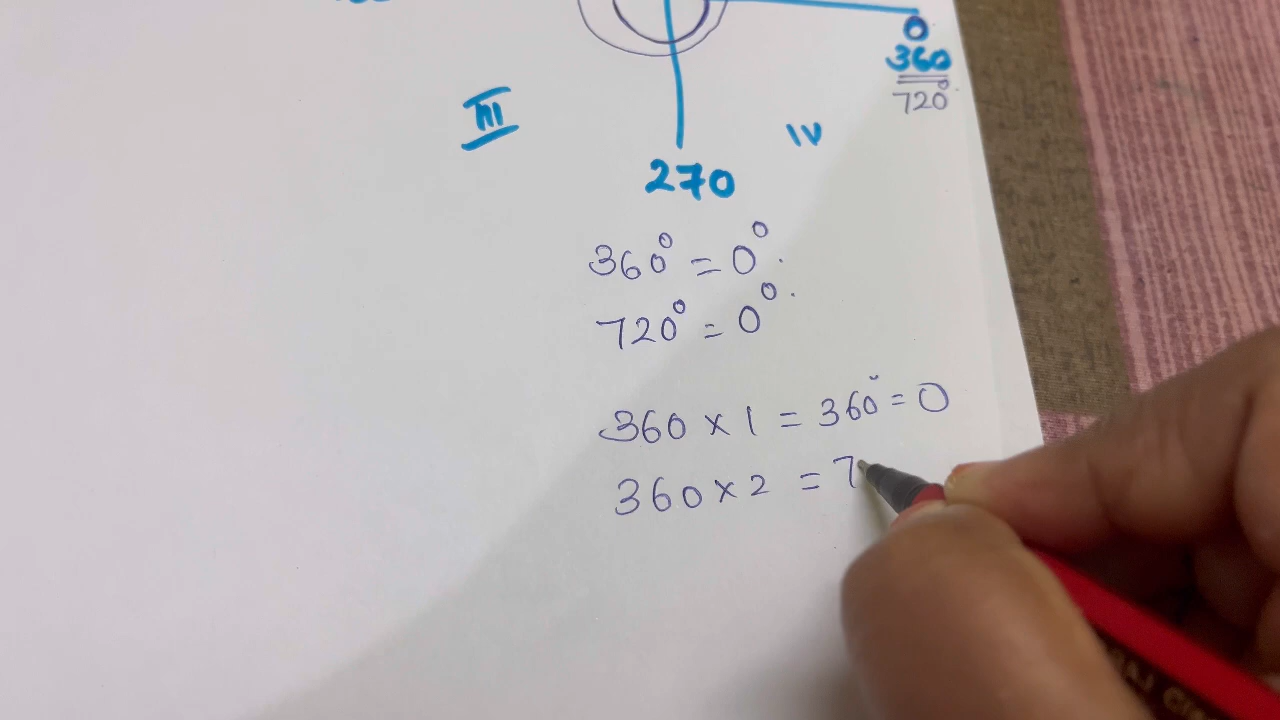 0
360
720°
III
IV
270
360° = 0°.
720° = 0°.
360 × 1 = 360° = 0
360 × 2 = 7